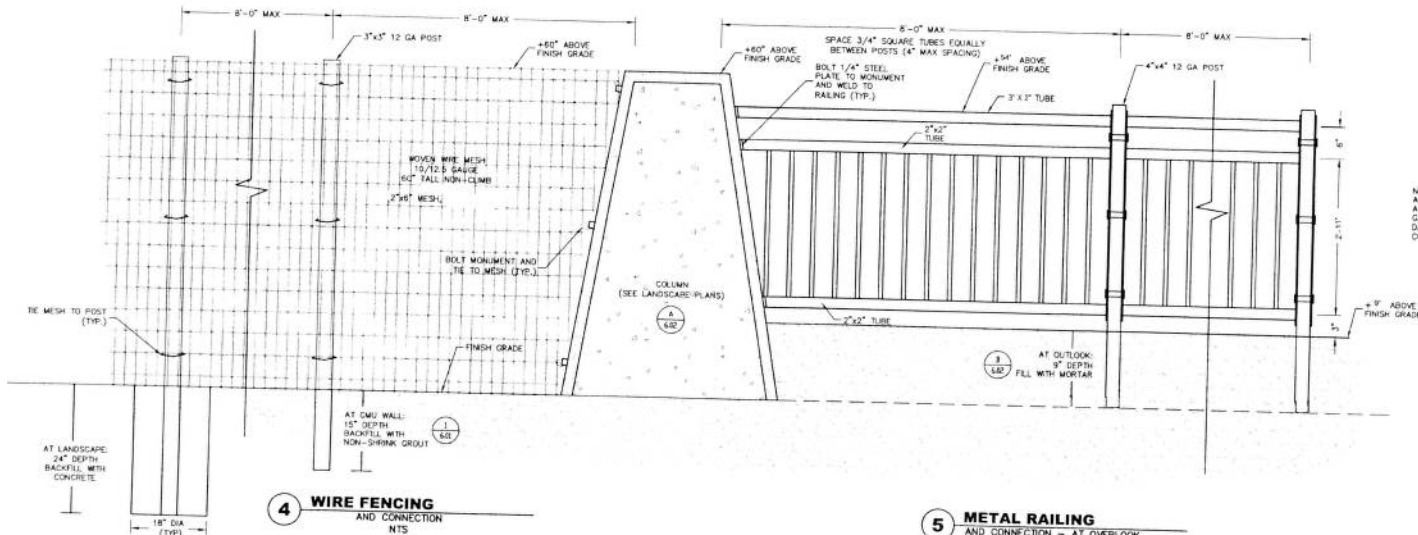 8'-0" MAX
8'-0" MAX
3"x3" 12 GA POST
+60" ABOVE
FINISH GRADE
WOVEN WIRE MESH,
10/12.5 GAUGE
60" TALL NON-CLIMB
2"x6" MESH,
BOLT MONUMENT AND
TIE TO MESH (TYP.)
TIE MESH TO POST
(TYP.)
FINISH GRADE
AT LANDSCAPE:
24" DEPTH
BACKFILL WITH
CONCRETE
AT CMU WALL:
15" DEPTH
BACKFILL WITH
NON-SHRINK GROUT
1
6.01
18" DIA
(TYP)
4 WIRE FENCING
AND CONNECTION
NTS
COLUMN
(SEE LANDSCAPE PLANS)
A
6.02
8'-0" MAX
8'-0" MAX
SPACE 3/4" SQUARE TUBES EQUALLY
BETWEEN POSTS (4" MAX SPACING)
+60" ABOVE
FINISH GRADE
BOLT 1/4" STEEL
PLATE TO MONUMENT
AND WELD TO
RAILING (TYP.)
+54" ABOVE
FINISH GRADE
4"x4" 12 GA POST
3" X 2" TUBE
2"x2"
TUBE
6"
2'-11"
3"
+9" ABOVE
FINISH GRADE
2"x2" TUBE
6.02
AT OUTLOOK:
9" DEPTH
FILL WITH MORTAR
5 METAL RAILING
AND CONNECTION - AT OVERLOOK